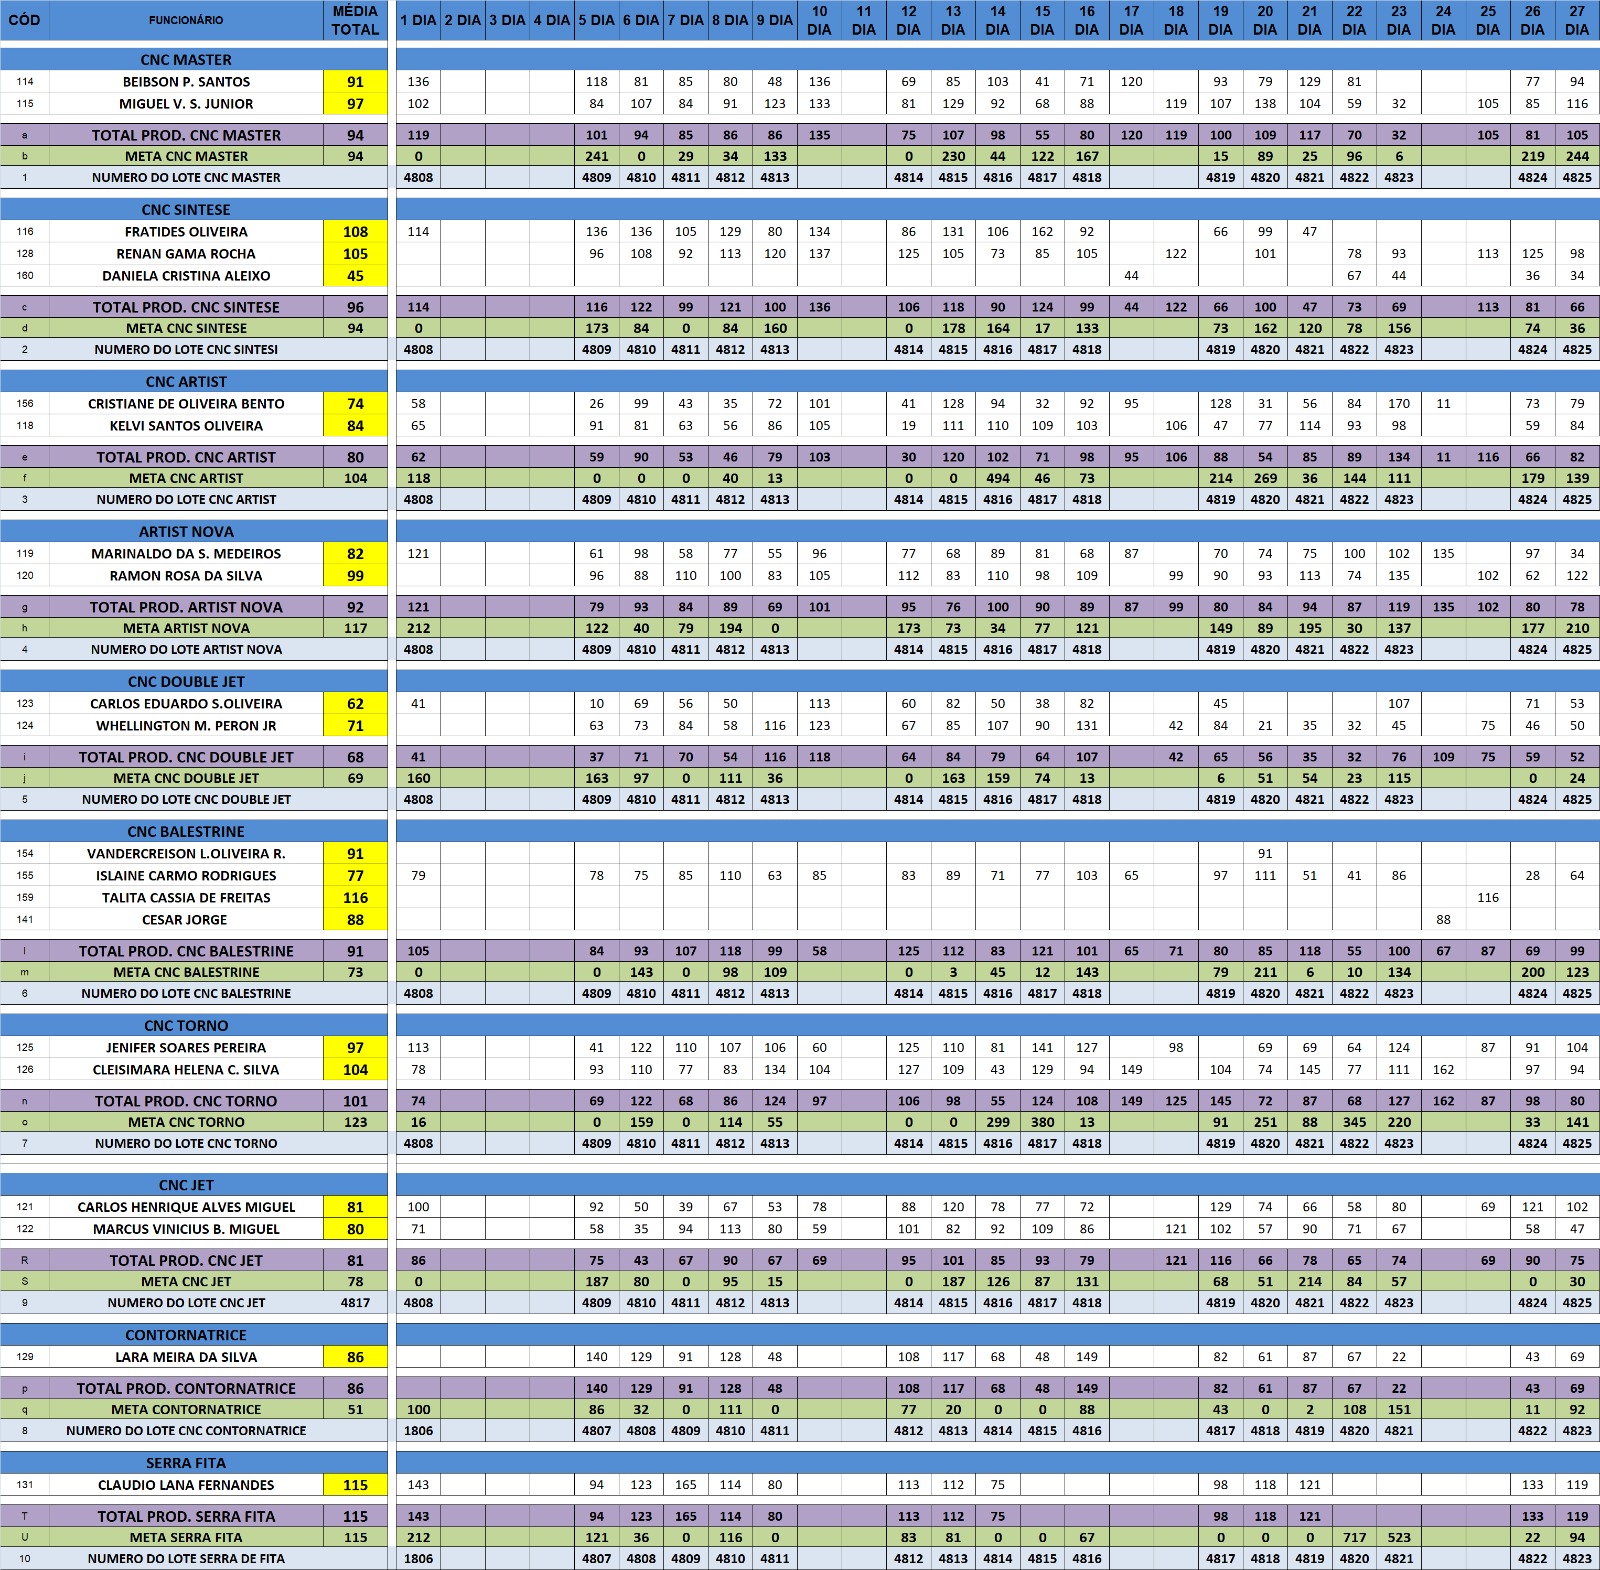 CÓD FUNCIONÁRIO MÉDIA TOTAL 1 DIA 2 DIA 3 DIA 4 DIA 5 DIA 6 DIA 7 DIA 8 DIA 9 DIA 10 DIA 11 DIA 12 DIA 13 DIA 14 DIA 15 DIA 16 DIA 17 DIA 18 DIA 19 DIA 20 DIA 21 DIA 22 DIA 23 DIA 24 DIA 25 DIA 26 DIA 27 DIA
CNC MASTER
114 BEIBSON P. SANTOS 91 136 118 81 85 80 48 136 69 85 103 41 71 120 93 79 129 81 77 94
115 MIGUEL V. S. JUNIOR 97 102 84 107 84 91 123 133 81 129 92 68 88 119 107 138 104 59 32 105 85 116
a TOTAL PROD. CNC MASTER 94 119 101 94 85 86 86 135 75 107 98 55 80 120 119 100 109 117 70 32 105 81 105
b META CNC MASTER 94 0 241 0 29 34 133 0 230 44 122 167 15 89 25 96 6 219 244
1 NUMERO DO LOTE CNC MASTER 4808 4809 4810 4811 4812 4813 4814 4815 4816 4817 4818 4819 4820 4821 4822 4823 4824 4825
CNC SINTESE
116 FRATIDES OLIVEIRA 108 114 136 136 105 129 80 134 86 131 106 162 92 66 99 47
128 RENAN GAMA ROCHA 105 96 108 92 113 120 137 125 105 73 85 105 122 101 78 93 113 125 98
160 DANIELA CRISTINA ALEIXO 45 44 67 44 36 34
c TOTAL PROD. CNC SINTESE 96 114 116 122 99 121 100 136 106 118 90 124 99 44 122 66 100 47 73 69 113 81 66
d META CNC SINTESE 94 0 173 84 0 84 160 0 178 164 17 133 73 162 120 78 156 74 36
2 NUMERO DO LOTE CNC SINTESI 4808 4809 4810 4811 4812 4813 4814 4815 4816 4817 4818 4819 4820 4821 4822 4823 4824 4825
CNC ARTIST
156 CRISTIANE DE OLIVEIRA BENTO 74 58 26 99 43 35 72 101 41 128 94 32 92 95 128 31 56 84 170 11 73 79
118 KELVI SANTOS OLIVEIRA 84 65 91 81 63 56 86 105 19 111 110 109 103 106 47 77 114 93 98 59 84
e TOTAL PROD. CNC ARTIST 80 62 59 90 53 46 79 103 30 120 102 71 98 95 106 88 54 85 89 134 11 116 66 82
f META CNC ARTIST 104 118 0 0 0 40 13 0 0 494 46 73 214 269 36 144 111 179 139
3 NUMERO DO LOTE CNC ARTIST 4808 4809 4810 4811 4812 4813 4814 4815 4816 4817 4818 4819 4820 4821 4822 4823 4824 4825
ARTIST NOVA
119 MARINALDO DA S. MEDEIROS 82 121 61 98 58 77 55 96 77 68 89 81 68 87 70 74 75 100 102 135 97 34
120 RAMON ROSA DA SILVA 99 96 88 110 100 83 105 112 83 110 98 109 99 90 93 113 74 135 102 62 122
g TOTAL PROD. ARTIST NOVA 92 121 79 93 84 89 69 101 95 76 100 90 89 87 99 80 84 94 87 119 135 102 80 78
h META ARTIST NOVA 117 212 122 40 79 194 0 173 73 34 77 121 149 89 195 30 137 177 210
4 NUMERO DO LOTE ARTIST NOVA 4808 4809 4810 4811 4812 4813 4814 4815 4816 4817 4818 4819 4820 4821 4822 4823 4824 4825
CNC DOUBLE JET
123 CARLOS EDUARDO S.OLIVEIRA 62 41 10 69 56 50 113 60 82 50 38 82 45 107 71 53
124 WHELLINGTON M. PERON JR 71 63 73 84 58 116 123 67 85 107 90 131 42 84 21 35 32 45 75 46 50
i TOTAL PROD. CNC DOUBLE JET 68 41 37 71 70 54 116 118 64 84 79 64 107 42 65 56 35 32 76 109 75 59 52
j META CNC DOUBLE JET 69 160 163 97 0 111 36 0 163 159 74 13 6 51 54 23 115 0 24
5 NUMERO DO LOTE CNC DOUBLE JET 4808 4809 4810 4811 4812 4813 4814 4815 4816 4817 4818 4819 4820 4821 4822 4823 4824 4825
CNC BALESTRINE
154 VANDERCREISON L.OLIVEIRA R. 91 91
155 ISLAINE CARMO RODRIGUES 77 79 78 75 85 110 63 85 83 89 71 77 103 65 97 111 51 41 86 28 64
159 TALITA CASSIA DE FREITAS 116 116
141 CESAR JORGE 88 88
l TOTAL PROD. CNC BALESTRINE 91 105 84 93 107 118 99 58 125 112 83 121 101 65 71 80 85 118 55 100 67 87 69 99
m META CNC BALESTRINE 73 0 0 143 0 98 109 0 3 45 12 143 79 211 6 10 134 200 123
6 NUMERO DO LOTE CNC BALESTRINE 4808 4809 4810 4811 4812 4813 4814 4815 4816 4817 4818 4819 4820 4821 4822 4823 4824 4825
CNC TORNO
125 JENIFER SOARES PEREIRA 97 113 41 122 110 107 106 60 125 110 81 141 127 98 69 69 64 124 87 91 104
126 CLEISIMARA HELENA C. SILVA 104 78 93 110 77 83 134 104 127 109 43 129 94 149 104 74 145 77 111 162 97 94
n TOTAL PROD. CNC TORNO 101 74 69 122 68 86 124 97 106 98 55 124 108 149 125 145 72 87 68 127 162 87 98 80
o META CNC TORNO 123 16 0 159 0 114 55 0 0 299 380 13 91 251 88 345 220 33 141
7 NUMERO DO LOTE CNC TORNO 4808 4809 4810 4811 4812 4813 4814 4815 4816 4817 4818 4819 4820 4821 4822 4823 4824 4825
CNC JET
121 CARLOS HENRIQUE ALVES MIGUEL 81 100 92 50 39 67 53 78 88 120 78 77 72 129 74 66 58 80 69 121 102
122 MARCUS VINICIUS B. MIGUEL 80 71 58 35 94 113 80 59 101 82 92 109 86 121 102 57 90 71 67 58 47
R TOTAL PROD. CNC JET 81 86 75 43 67 90 67 69 95 101 85 93 79 121 116 66 78 65 74 69 90 75
S META CNC JET 78 0 187 80 0 95 15 0 187 126 87 131 68 51 214 84 57 0 30
9 NUMERO DO LOTE CNC JET 4817 4808 4809 4810 4811 4812 4813 4814 4815 4816 4817 4818 4819 4820 4821 4822 4823 4824 4825
CONTORNATRICE
129 LARA MEIRA DA SILVA 86 140 129 91 128 48 108 117 68 48 149 82 61 87 67 22 43 69
p TOTAL PROD. CONTORNATRICE 86 140 129 91 128 48 108 117 68 48 149 82 61 87 67 22 43 69
q META CONTORNATRICE 51 100 86 32 0 111 0 77 20 0 0 88 43 0 2 108 151 11 92
8 NUMERO DO LOTE CNC CONTORNATRICE 1806 4807 4808 4809 4810 4811 4812 4813 4814 4815 4816 4817 4818 4819 4820 4821 4822 4823
SERRA FITA
131 CLAUDIO LANA FERNANDES 115 143 94 123 165 114 80 113 112 75 98 118 121 133 119
T TOTAL PROD. SERRA FITA 115 143 94 123 165 114 80 113 112 75 98 118 121 133 119
U META SERRA FITA 115 212 121 36 0 116 0 83 81 0 0 67 0 0 0 717 523 22 94
10 NUMERO DO LOTE SERRA DE FITA 1806 4807 4808 4809 4810 4811 4812 4813 4814 4815 4816 4817 4818 4819 4820 4821 4822 4823